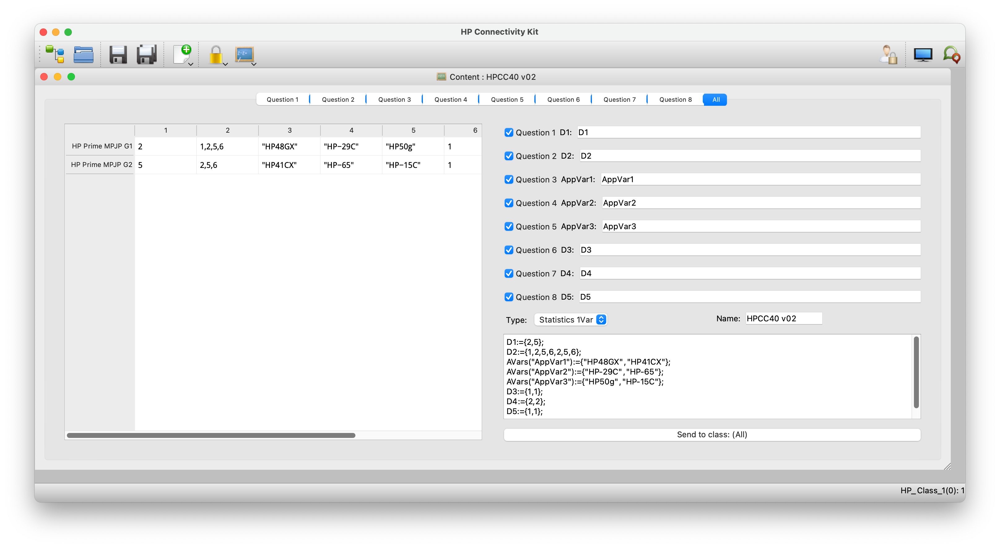 HP Connectivity Kit
Content : HPCC40 v02
Question 1 Question 2 Question 3 Question 4 Question 5 Question 6 Question 7 Question 8 All
1 2 3 4 5 6
HP Prime MPJP G1 2 1,2,5,6 "HP48GX" "HP-29C" "HP50g" 1
HP Prime MPJP G2 5 2,5,6 "HP41CX" "HP-65" "HP-15C" 1
Question 1 D1: D1
Question 2 D2: D2
Question 3 AppVar1: AppVar1
Question 4 AppVar2: AppVar2
Question 5 AppVar3: AppVar3
Question 6 D3: D3
Question 7 D4: D4
Question 8 D5: D5
Type: Statistics 1Var Name: HPCC40 v02
D1:={2,5};
D2:={1,2,5,6,2,5,6};
AVars("AppVar1"):={"HP48GX","HP41CX"};
AVars("AppVar2"):={"HP-29C","HP-65"};
AVars("AppVar3"):={"HP50g","HP-15C"};
D3:={1,1};
D4:={2,2};
D5:={1,1};
Send to class: (All)
HP_Class_1(0): 1